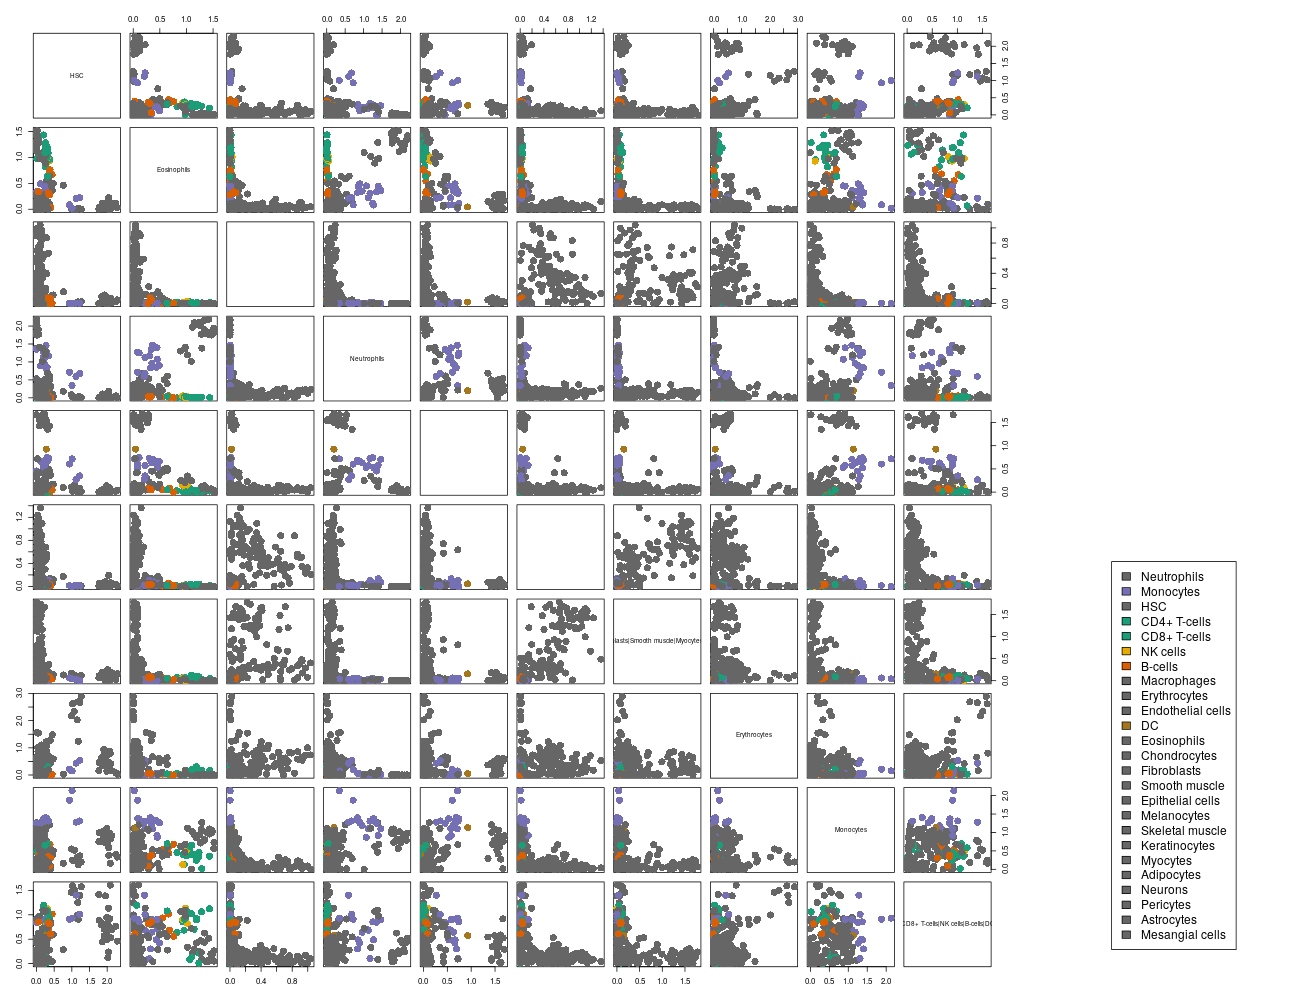 0.0 1.0 1.5 0.0 0.5 1.0 2.0 0.0 0.4 0.8 1.2 0.0 1.0 2.0 3.0 0.0 0.5 1.0 1.5
HSC
0.0 0.5 1.0 1.5 2.0
0.0 0.5 1.0 1.5
Eosinophils
0.0 0.4 0.8
0.0 0.5 1.0 1.5 2.0
Neutrophils
0.0 0.5 1.0 1.5
0.0 0.4 0.8 1.2
lasts|Smooth muscle|Myocyte
0.0 0.5 1.0 1.5
0.0 1.0 2.0 3.0
Erythrocytes
Monocytes
0.0 0.5 1.0 1.5 2.0
0.0 0.5 1.0 1.5
CD8+ T-cells|NK cells|B-cells|DC
0.0 1.0 2.0 0.0 0.4 0.8 0.0 0.5 1.0 1.5 0.0 0.5 1.0 1.5 0.0 0.5 1.0 1.5 2.0
Neutrophils
Monocytes
HSC
CD4+ T-cells
CD8+ T-cells
NK cells
B-cells
Macrophages
Erythrocytes
Endothelial cells
DC
Eosinophils
Chondrocytes
Fibroblasts
Smooth muscle
Epithelial cells
Melanocytes
Skeletal muscle
Keratinocytes
Myocytes
Adipocytes
Neurons
Pericytes
Astrocytes
Mesangial cells